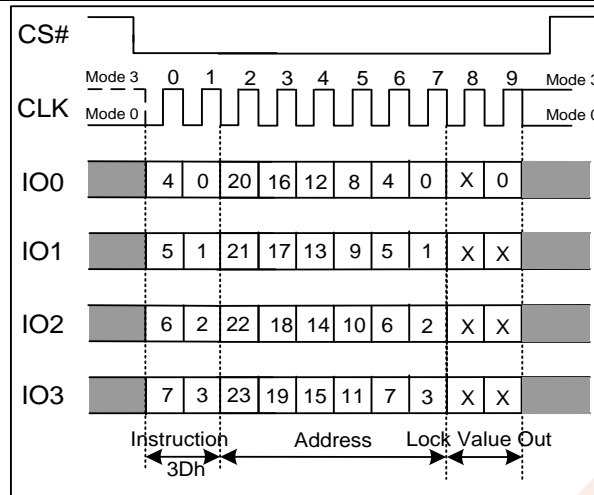 CS#
Mode 3 0 1 2 3 4 5 6 7 8 9 Mode 3
CLK Mode 0 Mode 0
IO0 4 0 20 16 12 8 4 0 X 0
IO1 5 1 21 17 13 9 5 1 X X
IO2 6 2 22 18 14 10 6 2 X X
IO3 7 3 23 19 15 11 7 3 X X
Instruction Address Lock Value Out
3Dh